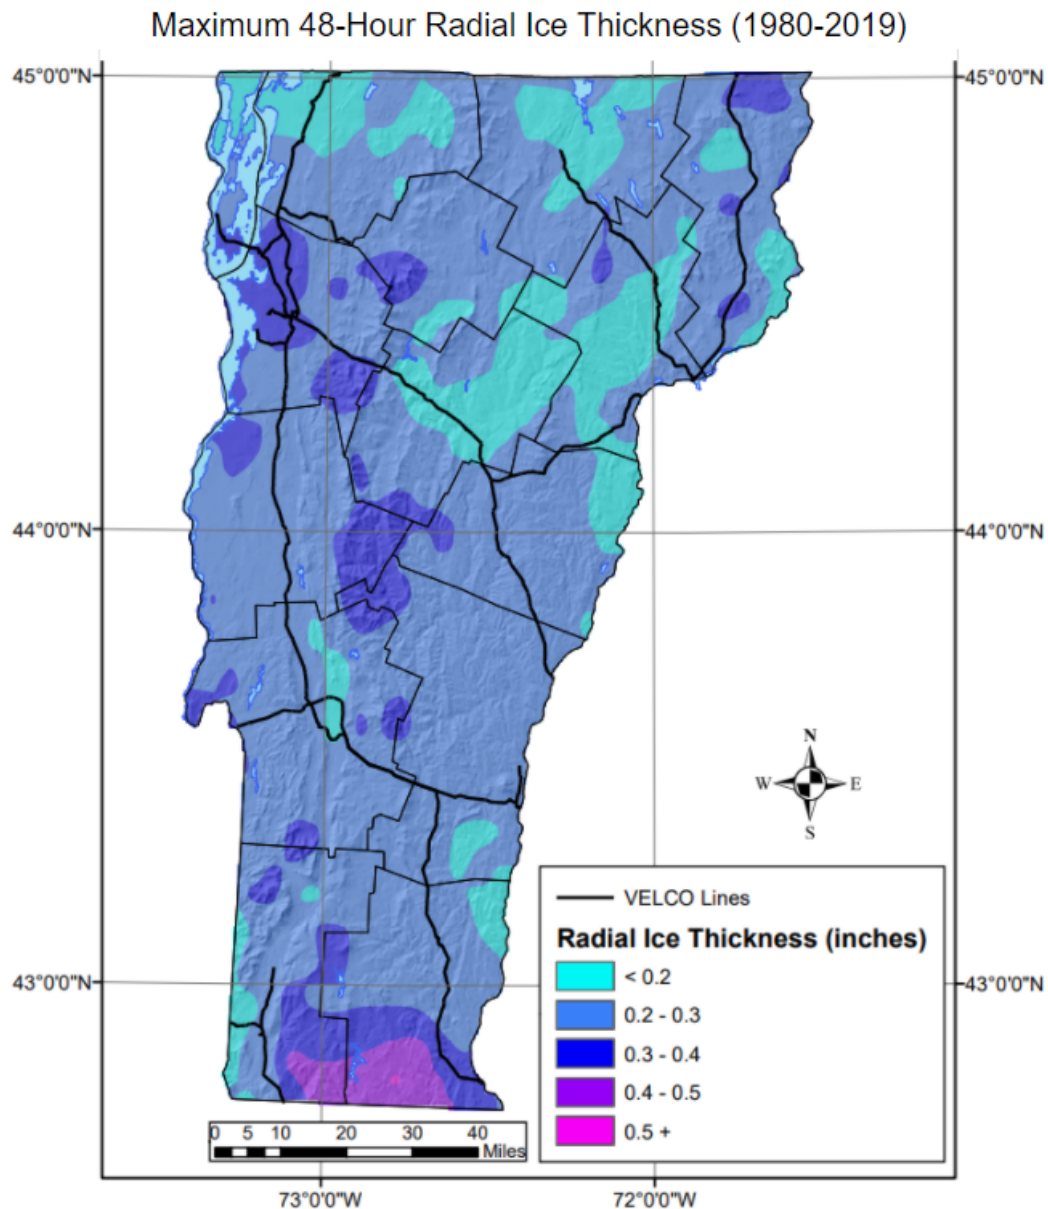 Maximum 48-Hour Radial Ice Thickness (1980-2019)
45°0'0"N
45°0'0"N
44°0'0"N
44°0'0"N
N
W
E
S
VELCO Lines
Radial Ice Thickness (inches)
< 0.2
0.2 - 0.3
0.3 - 0.4
0.4 - 0.5
0.5 +
43°0'0"N
43°0'0"N
0 5 10 20 30 40
Miles
73°0'0"W
72°0'0"W